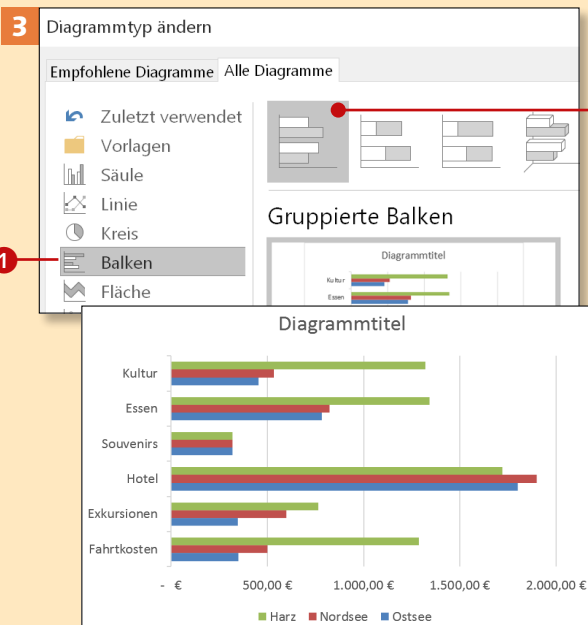 3
Diagrammtyp ändern
Empfohlene Diagramme Alle Diagramme
Zuletzt verwendet
Vorlagen
Säule
Linie
Kreis
1
Balken
Fläche
Gruppierte Balken
Diagrammtitel
Kultur
Essen
Diagrammtitel
Kultur
Essen
Souvenirs
Hotel
Exkursionen
Fahrtkosten
- € 500,00 € 1.000,00 € 1.500,00 € 2.000,00 €
Harz Nordsee Ostsee